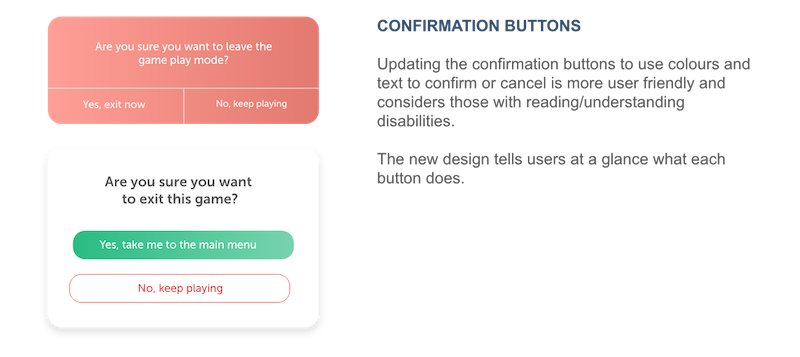 Are you sure you want to leave the
game play mode?
Yes, exit now
No, keep playing
Are you sure you want
to exit this game?
Yes, take me to the main menu
No, keep playing
CONFIRMATION BUTTONS
Updating the confirmation buttons to use colours and
text to confirm or cancel is more user friendly and
considers those with reading/understanding
disabilities.
The new design tells users at a glance what each
button does.